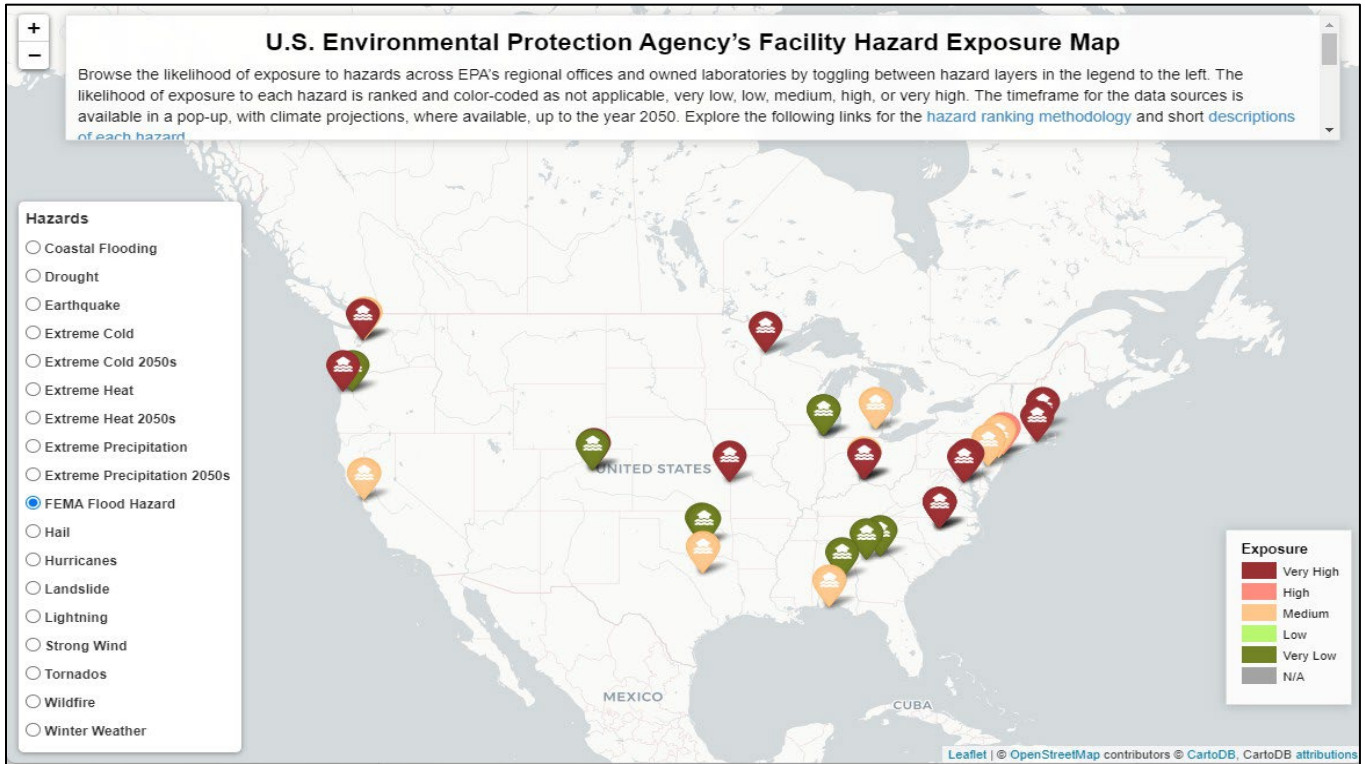 +
−
U.S. Environmental Protection Agency’s Facility Hazard Exposure Map
Browse the likelihood of exposure to hazards across EPA's regional offices and owned laboratories by toggling between hazard layers in the legend to the left. The
likelihood of exposure to each hazard is ranked and color-coded as not applicable, very low, low, medium, high, or very high. The timeframe for the data sources is
available in a pop-up, with climate projections, where available, up to the year 2050. Explore the following links for the hazard ranking methodology and short descriptions
of each hazard
Hazards
Coastal Flooding
Drought
Earthquake
Extreme Cold
Extreme Cold 2050s
Extreme Heat
Extreme Heat 2050s
Extreme Precipitation
Extreme Precipitation 2050s
FEMA Flood Hazard
Hail
Hurricanes
Landslide
Lightning
Strong Wind
Tornados
Wildfire
Winter Weather
UNITED STATES
MEXICO
CUBA
Exposure
Very High
High
Medium
Low
Very Low
N/A
Leaflet | © OpenStreetMap contributors © CartoDB, CartoDB attributions